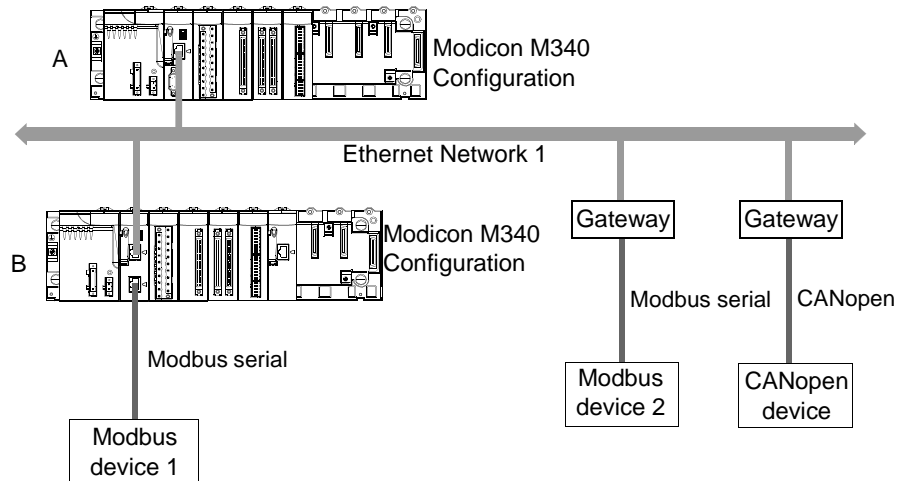 A
Modicon M340
Configuration
Ethernet Network 1
Gateway
Gateway
B
Modicon M340
Configuration
Modbus serial
CANopen
Modbus serial
Modbus
device 2
CANopen
device
Modbus
device 1